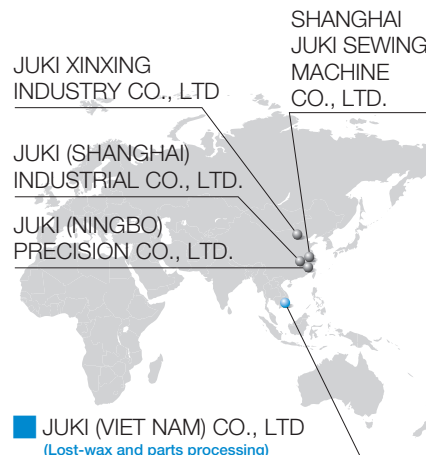 SHANGHAI
JUKI SEWING
MACHINE
CO., LTD.
JUKI XINXING
INDUSTRY CO., LTD
JUKI (SHANGHAI)
INDUSTRIAL CO., LTD.
JUKI (NINGBO)
PRECISION CO., LTD.
JUKI (VIET NAM) CO., LTD
(Lost-wax and parts processing)